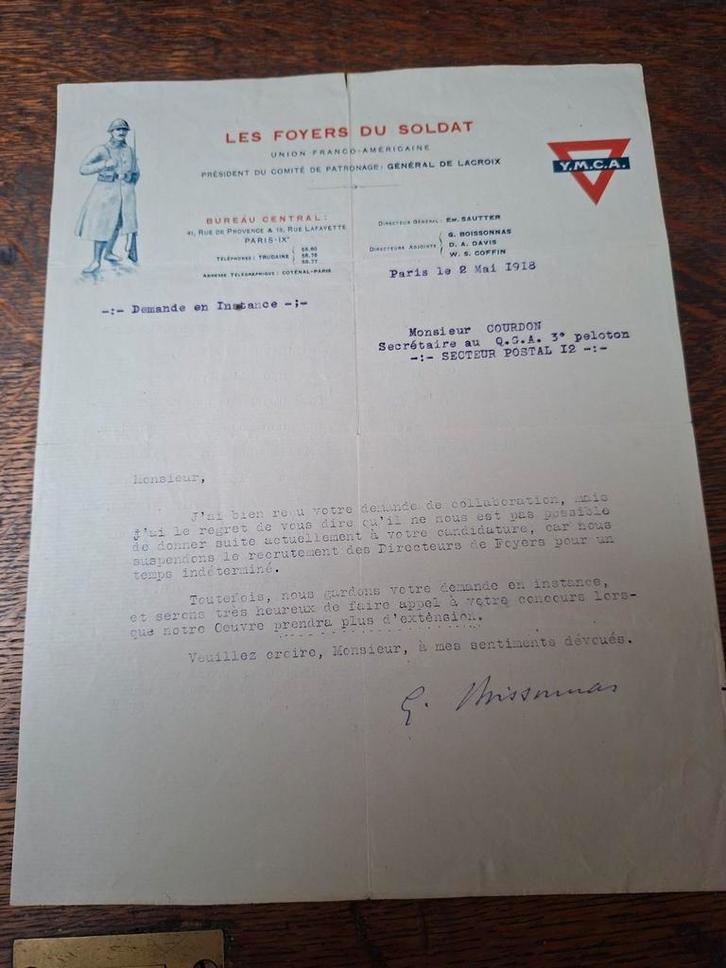 LES FOYERS DU SOLDAT
UNION FRANCO-AMÉRICAINE
PRÉSIDENT DU COMITÉ DE PATRONAGE: GÉNÉRAL DE LACROIX
Y.M.C.A.
BUREAU CENTRAL:
41, RUE DE PROVENCE & 15, RUE LAFAYETTE
PARIS-IXᵉ
TÉLÉPHONES: TRUDAINE
ADRESSE TÉLÉGRAPHIQUE: COTÉNAL-PARIS
DIRECTEUR GÉNÉRAL: EM. SAUTTER
DIRECTEURS ADJOINTS
G. BOISSONNAS
D. A. DAVIS
W. S. COFFIN
Paris le 2 Mai 1918
-:- Demande en Instance -;-
Monsieur COURDON
Secrétaire au Q.G.A. 3° peloton
-:- SECTEUR POSTAL I2 -:-
Monsieur,
J'ai bien reçu votre demande de collaboration, mais
j'ai le regret de vous dire qu'il ne nous est pas possible
de donner suite actuellement à votre candidature, car nous
suspendons le recrutement des Directeurs de Foyers pour un
temps indéterminé.
Toutefois, nous gardons votre demande en instance,
et serons très heureux de faire appel à votre concours lors-
que notre Oeuvre prendra plus d'exténsion.
Veuillez croire, Monsieur, à mes sentiments dévoués.
G. Boissonnas